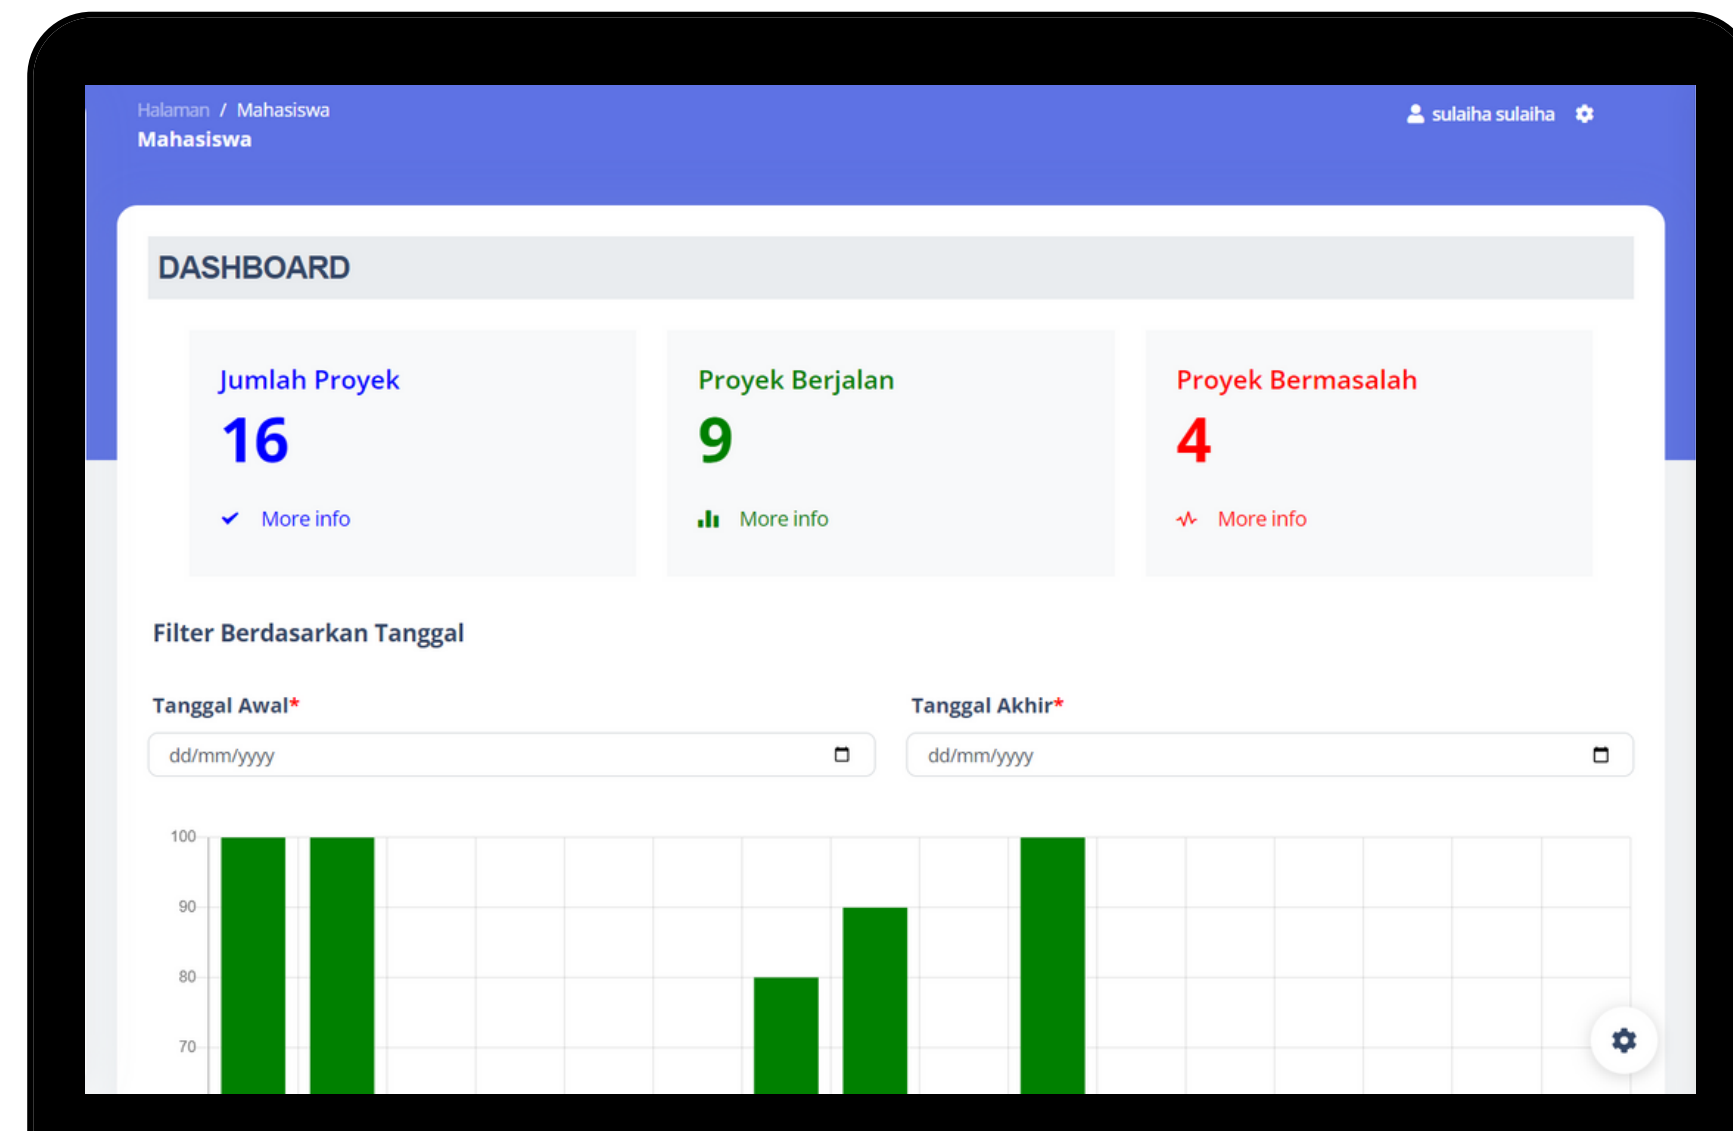 Halaman / Mahasiswa
sulaiha sulaiha
Mahasiswa
DASHBOARD
Jumlah Proyek
16
More info
Proyek Berjalan
9
More info
Proyek Bermasalah
4
More info
Filter Berdasarkan Tanggal
Tanggal Awal*
dd/mm/yyyy
Tanggal Akhir*
dd/mm/yyyy
100
90
80
70